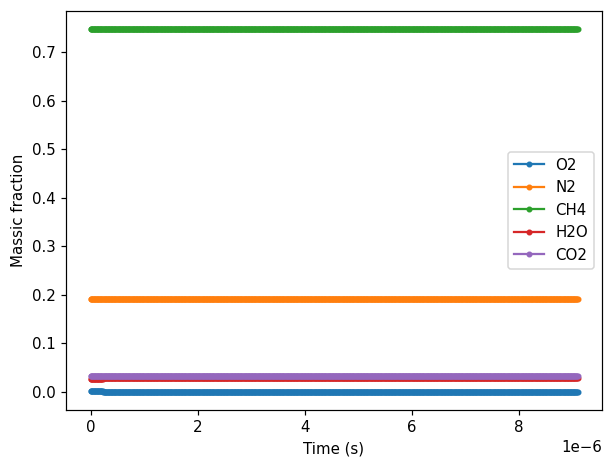 0.7
0.6
0.5
0.4
0.3
0.2
0.1
0.0
Massic fraction
O2
N2
CH4
H2O
CO2
0 2 4 6 8
1e−6
Time (s)